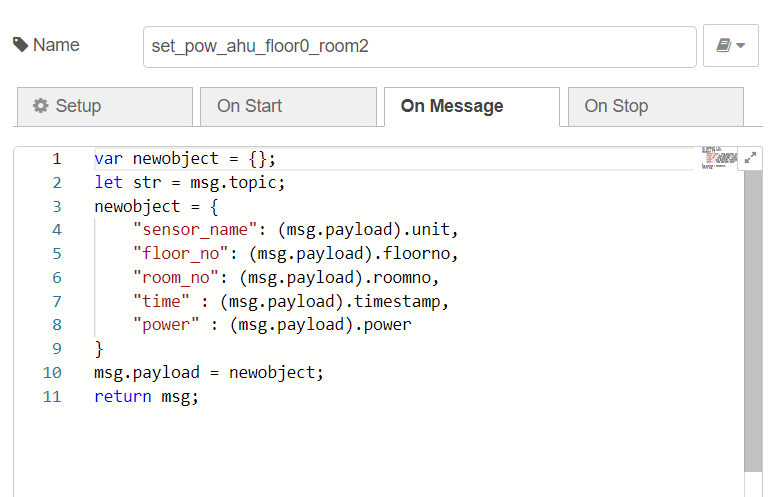 Name
set_pow_ahu_floor0_room2
Setup
On Start
On Message
On Stop
1 var newobject = {};
2 let str = msg.topic;
3 newobject = {
4 "sensor_name": (msg.payload).unit,
5 "floor_no": (msg.payload).floorno,
6 "room_no": (msg.payload).roomno,
7 "time" : (msg.payload).timestamp,
8 "power" : (msg.payload).power
9 }
10 msg.payload = newobject;
11 return msg;